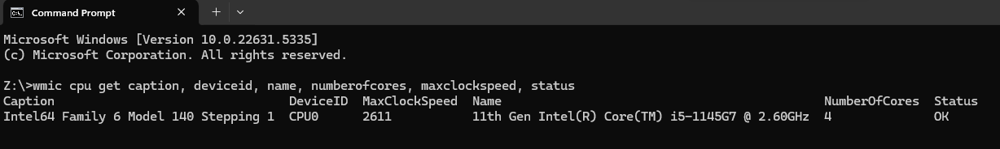 Command Prompt
Microsoft Windows [Version 10.0.22631.5335]
(c) Microsoft Corporation. All rights reserved.
Z:\>wmic cpu get caption, deviceid, name, numberofcores, maxclockspeed, status
Caption                                DeviceID  MaxClockSpeed  Name                                            NumberOfCores  Status
Intel64 Family 6 Model 140 Stepping 1  CPU0      2611           11th Gen Intel(R) Core(TM) i5-1145G7 @ 2.60GHz  4              OK